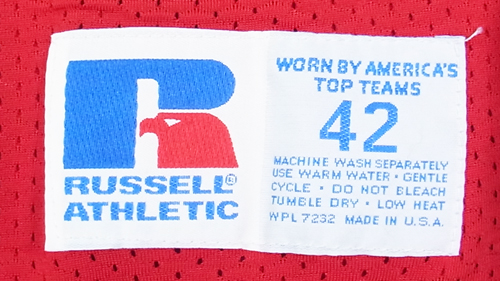 RUSSELL®
ATHLETIC
WORN BY AMERICA'S
TOP TEAMS
42
MACHINE WASH SEPARATELY
USE WARM WATER • GENTLE
CYCLE • DO NOT BLEACH
TUMBLE DRY • LOW HEAT
WPL 7232 MADE IN U.S.A.